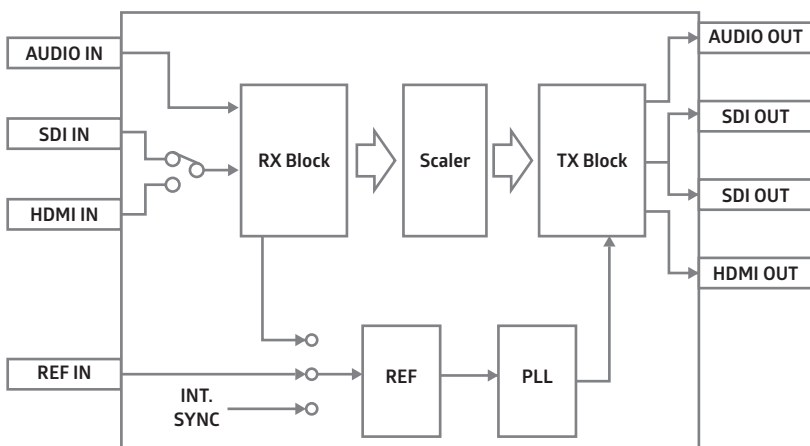 AUDIO IN
SDI IN
HDMI IN
REF IN
INT.
SYNC
RX Block
Scaler
TX Block
REF
PLL
AUDIO OUT
SDI OUT
SDI OUT
HDMI OUT